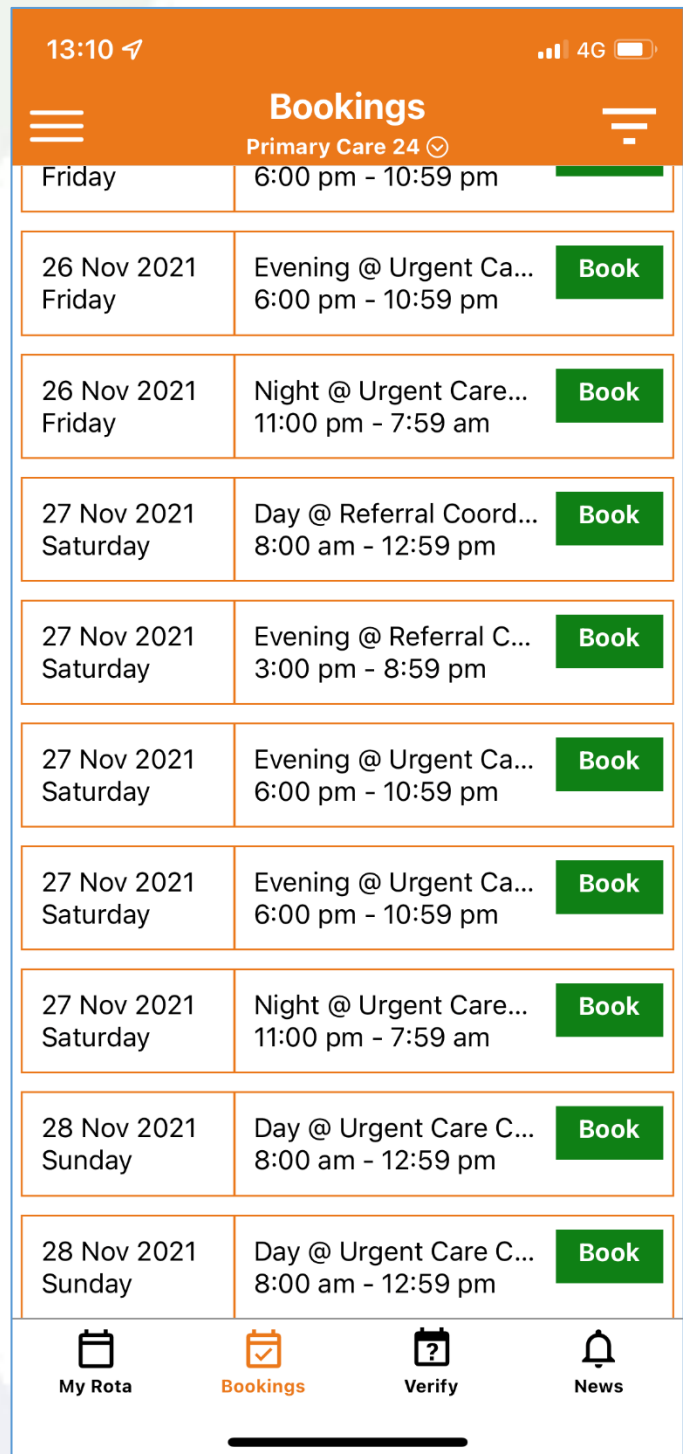 13:10
4G
Bookings
Primary Care 24
Friday
6:00 pm - 10:59 pm
26 Nov 2021
Friday
Evening @ Urgent Ca...
6:00 pm - 10:59 pm
Book
26 Nov 2021
Friday
Night @ Urgent Care...
11:00 pm - 7:59 am
Book
27 Nov 2021
Saturday
Day @ Referral Coord...
8:00 am - 12:59 pm
Book
27 Nov 2021
Saturday
Evening @ Referral C...
3:00 pm - 8:59 pm
Book
27 Nov 2021
Saturday
Evening @ Urgent Ca...
6:00 pm - 10:59 pm
Book
27 Nov 2021
Saturday
Evening @ Urgent Ca...
6:00 pm - 10:59 pm
Book
27 Nov 2021
Saturday
Night @ Urgent Care...
11:00 pm - 7:59 am
Book
28 Nov 2021
Sunday
Day @ Urgent Care C...
8:00 am - 12:59 pm
Book
28 Nov 2021
Sunday
Day @ Urgent Care C...
8:00 am - 12:59 pm
Book
?
My Rota
Bookings
Verify
News